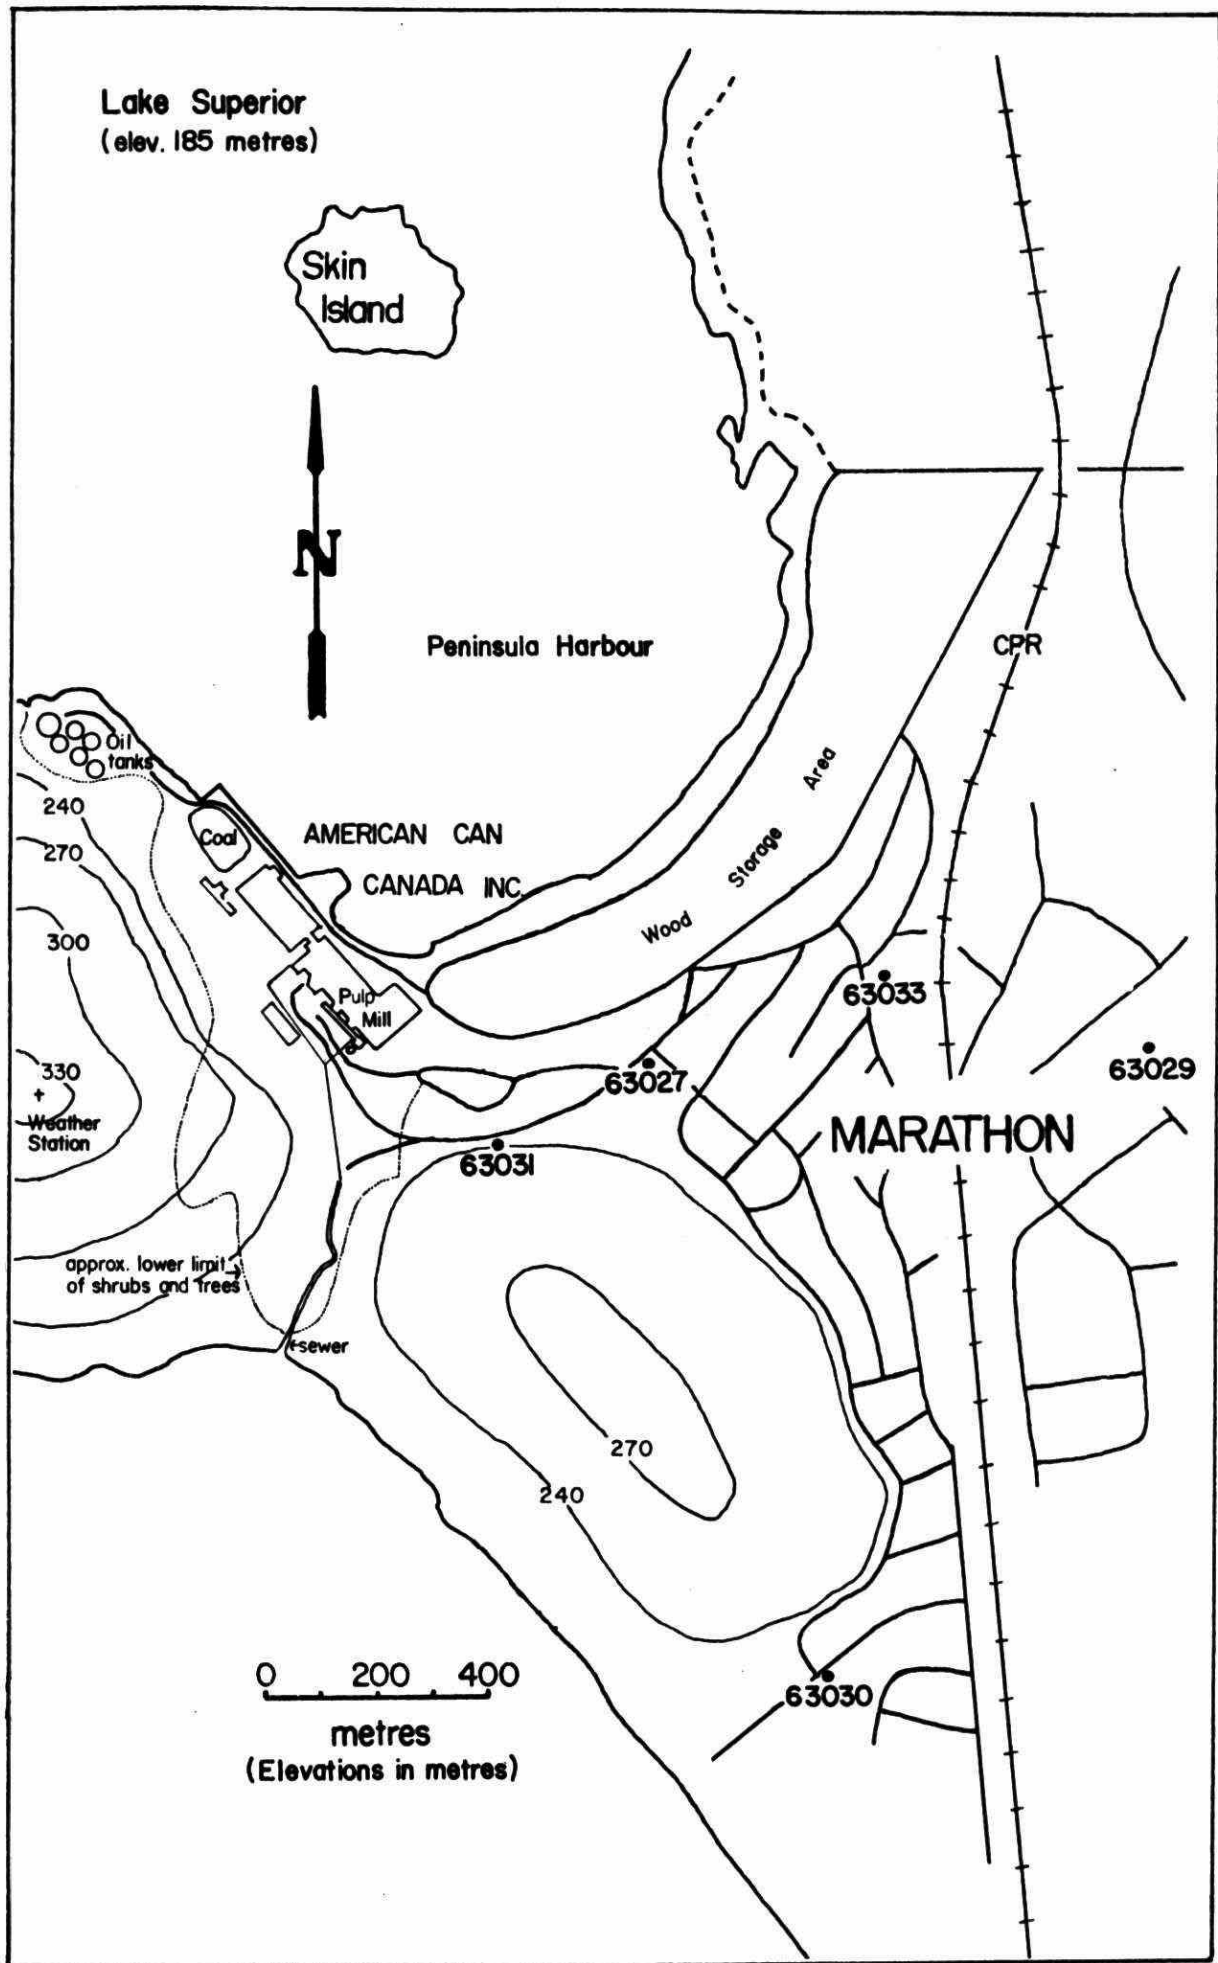 Lake Superior
(elev. 185 metres)
Skin
Island
N
Peninsula Harbour
CPR
Oil
tanks
240
270
300
330
Weather
Station
Coal
AMERICAN CAN
CANADA INC.
Pulp
Mill
Wood
Storage
Area
63033
63027
63029
63031
MARATHON
approx. lower limit
of shrubs and trees
sewer
270
240
63030
0 200 400
metres
(Elevations in metres)